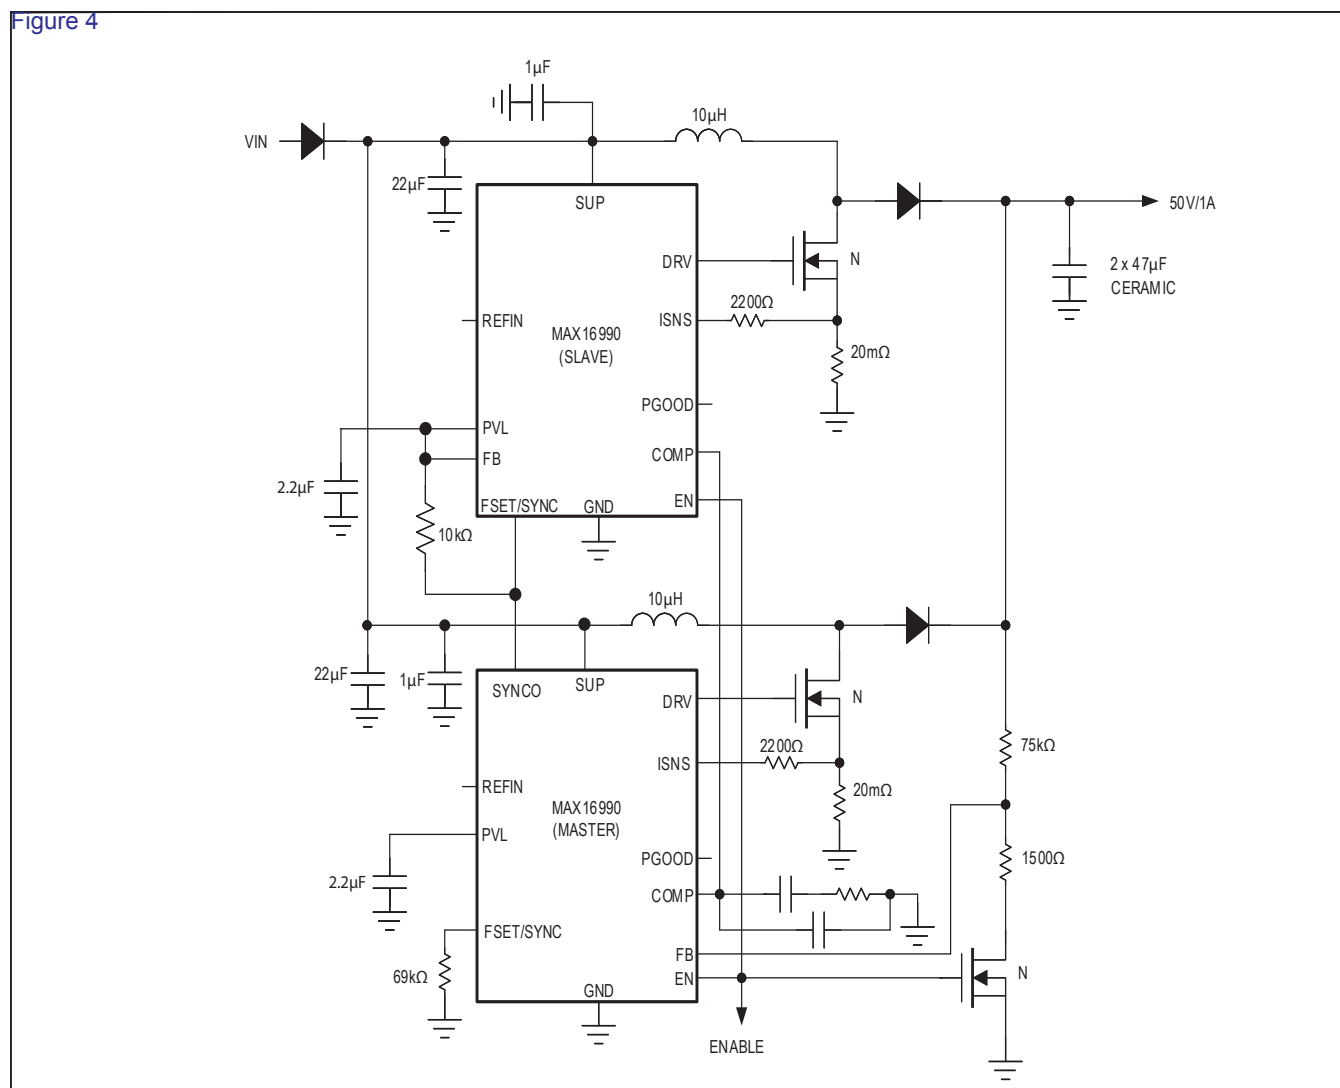 Figure 4
1µF
10µH
VIN
22µF
SUP
50V/1A
DRV
N
2 x 47µF
CERAMIC
2200Ω
REFIN
ISNS
MAX16990
(SLAVE)
20mΩ
PGOOD
PVL
COMP
FB
2.2µF
EN
FSET/SYNC
GND
10kΩ
10µH
22µF
1µF
SYNCO
SUP
DRV
N
2200Ω
75kΩ
ISNS
REFIN
20mΩ
MAX16990
(MASTER)
PVL
PGOOD
1500Ω
2.2µF
COMP
FSET/SYNC
FB
69kΩ
EN
N
GND
ENABLE